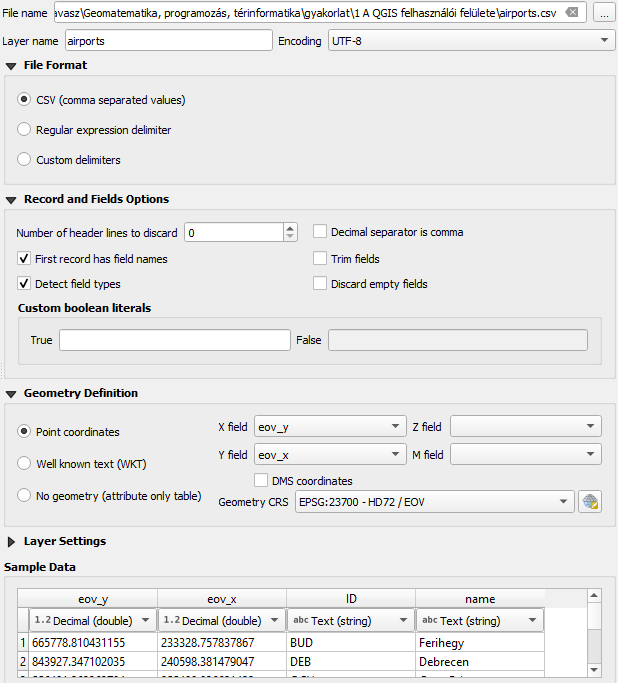 File name avasz\Geomatematika, programozás, térinformatika\gyakorlat\1 A QGIS felhasználói felülete\airports.csv ...
Layer name airports Encoding UTF-8
File Format
CSV (comma separated values)
Regular expression delimiter
Custom delimiters
Record and Fields Options
Number of header lines to discard 0 Decimal separator is comma
First record has field names Trim fields
Detect field types Discard empty fields
Custom boolean literals
True False
Geometry Definition
Point coordinates X field eov_y Z field
Well known text (WKT) Y field eov_x M field
DMS coordinates
No geometry (attribute only table) Geometry CRS EPSG:23700 - HD72 / EOV
Layer Settings
Sample Data
eov_y eov_x ID name
1.2 Decimal (double) 1.2 Decimal (double) abc Text (string) abc Text (string)
1 665778.810431155 233328.757837867 BUD Ferihegy
2 843927.347102035 240598.381479047 DEB Debrecen